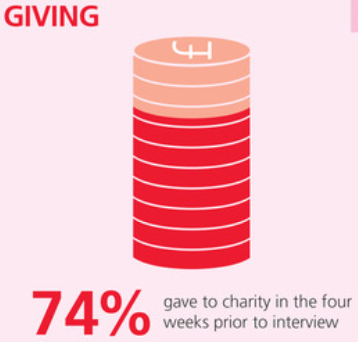 GIVING
£
74%
gave to charity in the four
weeks prior to interview